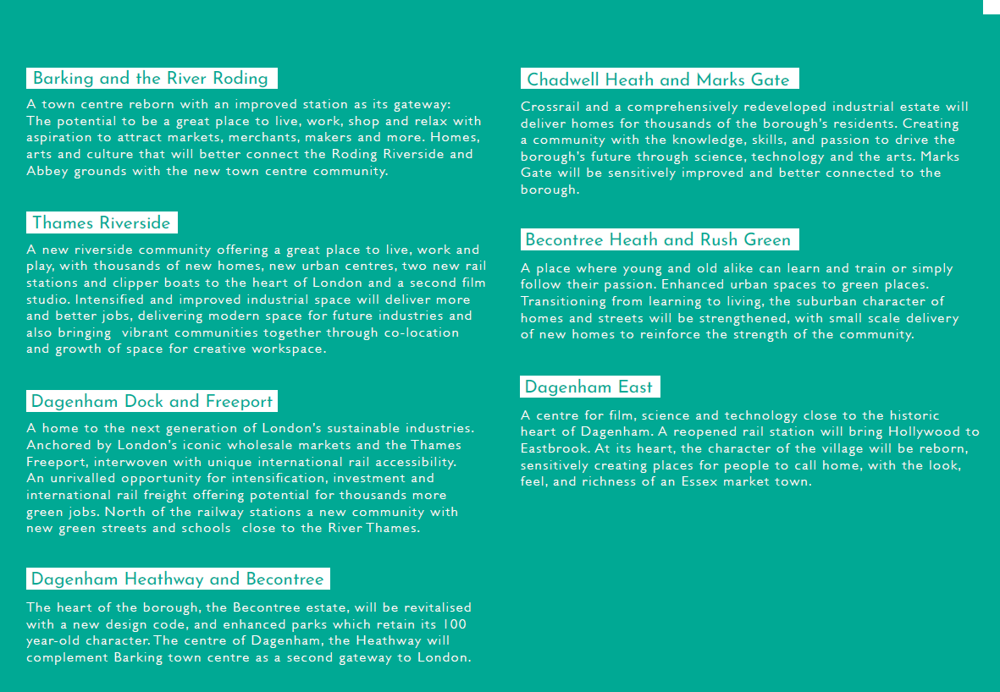 Barking and the River Roding
A town centre reborn with an improved station as its gateway:
The potential to be a great place to live, work, shop and relax with
aspiration to attract markets, merchants, makers and more. Homes,
arts and culture that will better connect the Roding Riverside and
Abbey grounds with the new town centre community.
Thames Riverside
A new riverside community offering a great place to live, work and
play, with thousands of new homes, new urban centres, two new rail
stations and clipper boats to the heart of London and a second film
studio. Intensified and improved industrial space will deliver more
and better jobs, delivering modern space for future industries and
also bringing vibrant communities together through co-location
and growth of space for creative workspace.
Dagenham Dock and Freeport
A home to the next generation of London's sustainable industries.
Anchored by London's iconic wholesale markets and the Thames
Freeport, interwoven with unique international rail accessibility.
An unrivalled opportunity for intensification, investment and
international rail freight offering potential for thousands more
green jobs. North of the railway stations a new community with
new green streets and schools close to the River Thames.
Dagenham Heathway and Becontree
The heart of the borough, the Becontree estate, will be revitalised
with a new design code, and enhanced parks which retain its 100
year-old character. The centre of Dagenham, the Heathway will
complement Barking town centre as a second gateway to London.
Chadwell Heath and Marks Gate
Crossrail and a comprehensively redeveloped industrial estate will
deliver homes for thousands of the borough's residents. Creating
a community with the knowledge, skills, and passion to drive the
borough's future through science, technology and the arts. Marks
Gate will be sensitively improved and better connected to the
borough.
Becontree Heath and Rush Green
A place where young and old alike can learn and train or simply
follow their passion. Enhanced urban spaces to green places.
Transitioning from learning to living, the suburban character of
homes and streets will be strengthened, with small scale delivery
of new homes to reinforce the strength of the community.
Dagenham East
A centre for film, science and technology close to the historic
heart of Dagenham. A reopened rail station will bring Hollywood to
Eastbrook. At its heart, the character of the village will be reborn,
sensitively creating places for people to call home, with the look,
feel, and richness of an Essex market town.